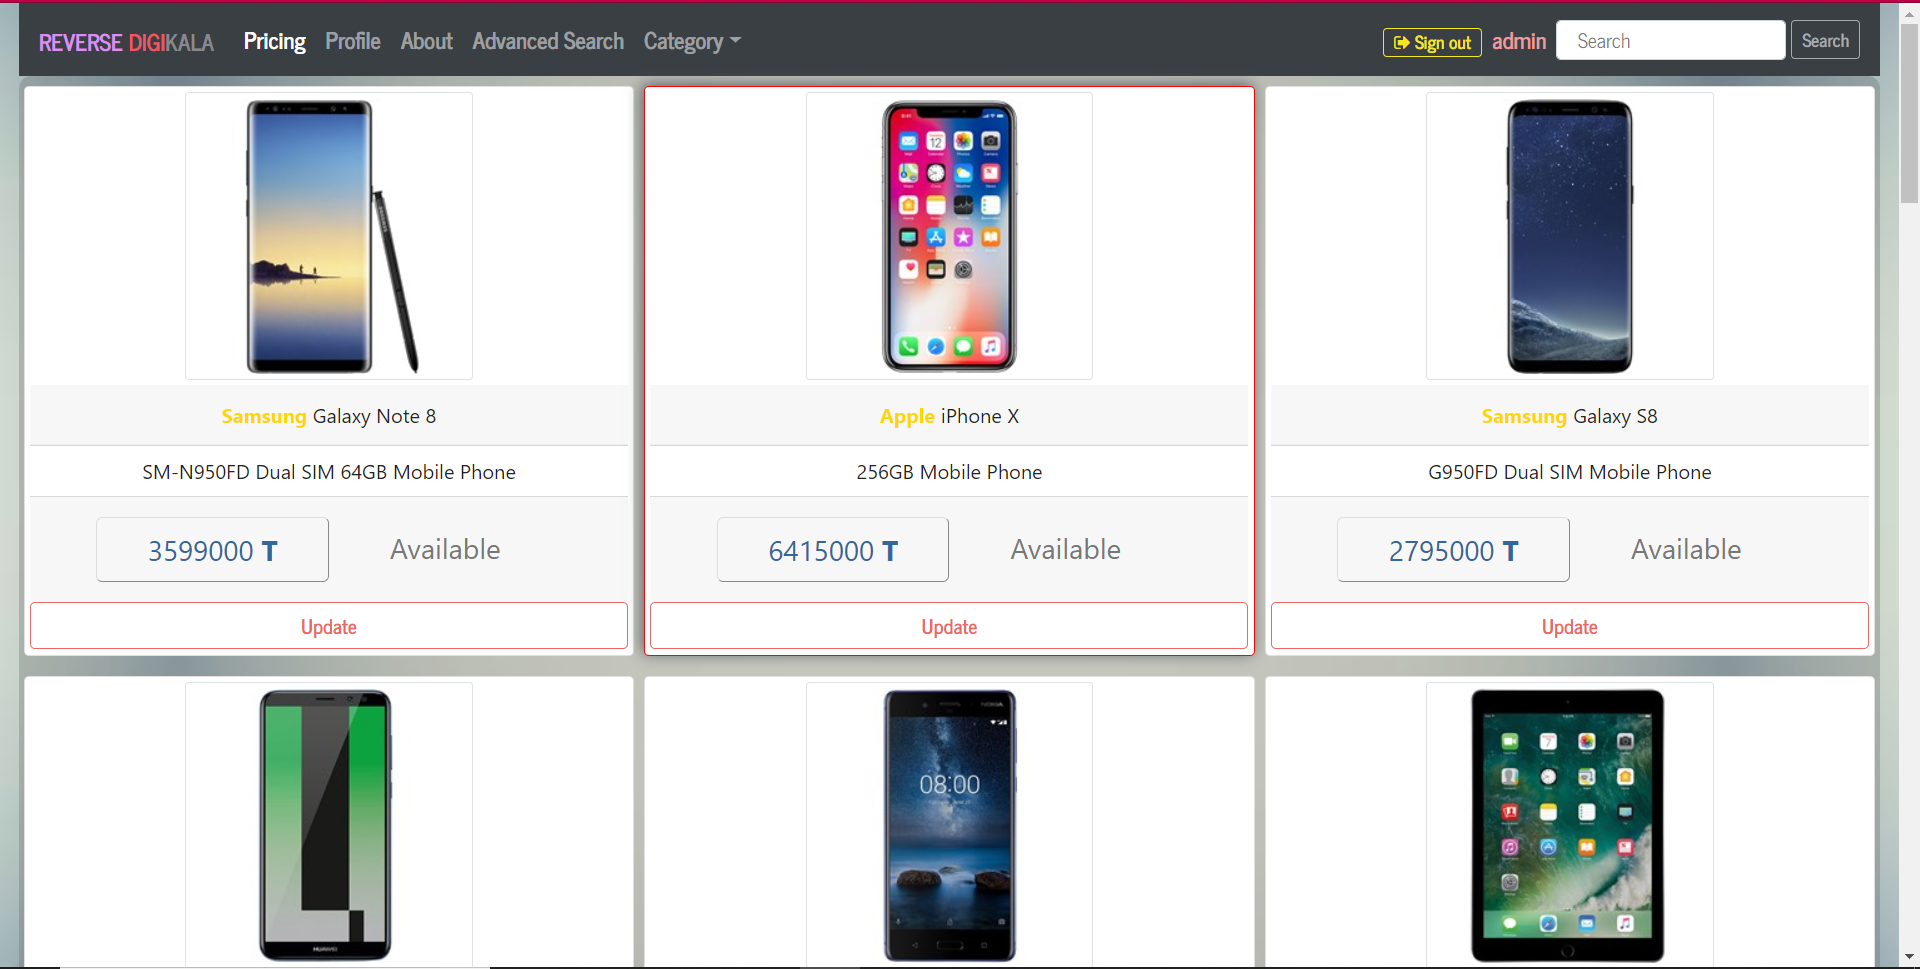 REVERSE DIGIKALA Pricing Profile About Advanced Search Category Sign out admin Search Search
Samsung Galaxy Note 8
SM-N950FD Dual SIM 64GB Mobile Phone
3599000 T Available
Update
Apple iPhone X
256GB Mobile Phone
6415000 T Available
Update
Samsung Galaxy S8
G950FD Dual SIM Mobile Phone
2795000 T Available
Update
HUAWEI
NOKIA
08:00